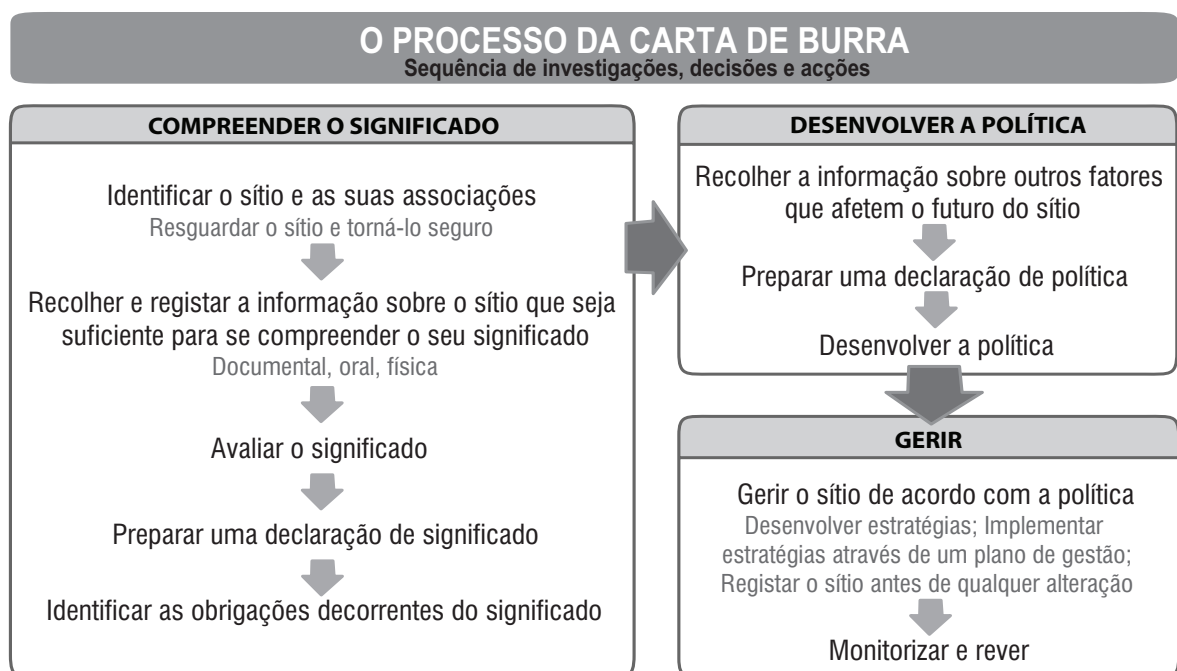 O PROCESSO DA CARTA DE BURRA
Sequência de investigações, decisões e acções
COMPREENDER O SIGNIFICADO
Identificar o sítio e as suas associações
Resguardar o sítio e torná-lo seguro
Recolher e registar a informação sobre o sítio que seja
suficiente para se compreender o seu significado
Documental, oral, física
Avaliar o significado
Preparar uma declaração de significado
Identificar as obrigações decorrentes do significado
DESENVOLVER A POLÍTICA
Recolher a informação sobre outros fatores
que afetem o futuro do sítio
Preparar uma declaração de política
Desenvolver a política
GERIR
Gerir o sítio de acordo com a política
Desenvolver estratégias; Implementar
estratégias através de um plano de gestão;
Registar o sítio antes de qualquer alteração
Monitorizar e rever